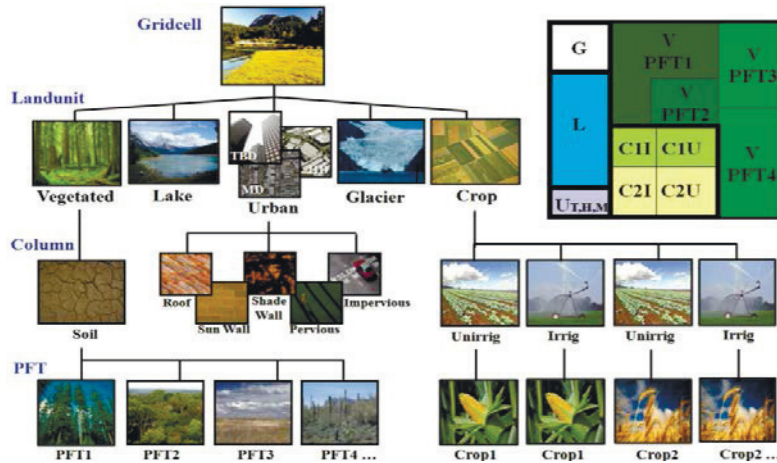 Gridcell
Landunit
Vegetated
Lake
TBD
MD
Urban
Glacier
Crop
Column
Soil
Roof
Sun Wall
Shade
Wall
Pervious
Impervious
Unirrig
Irrig
Unirrig
Irrig
PFT
PFT1
PFT2
PFT3
PFT4 ...
Crop1
Crop1
Crop2
Crop2 ...
G
V
PFT1
V
PFT2
V
PFT3
L
C1I
C1U
C2I
C2U
V
PFT4
UT,H,M